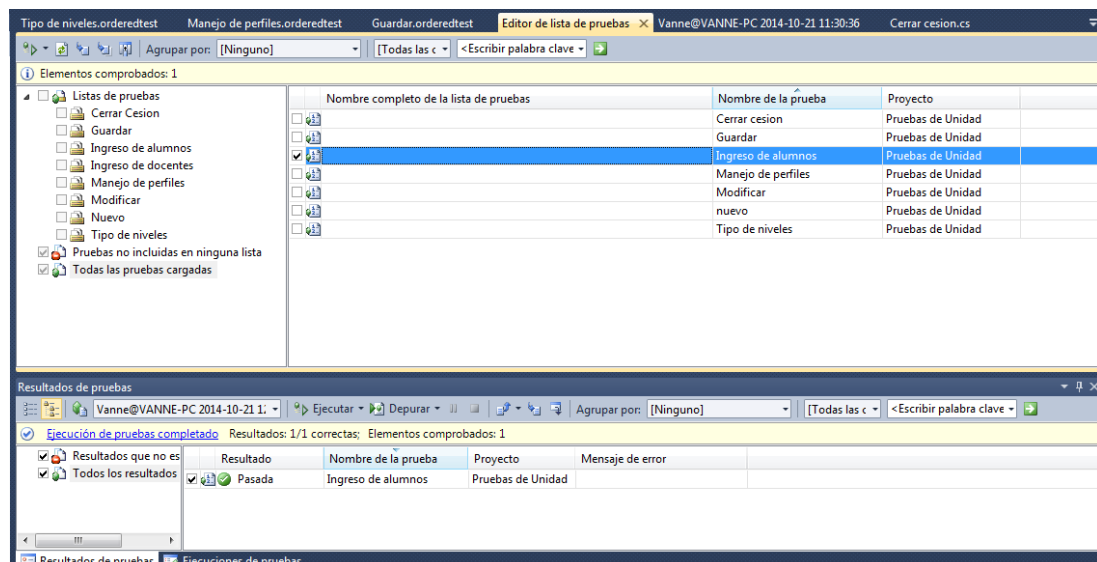 Tipo de niveles.orderedtest Manejo de perfiles.orderedtest Guardar.orderedtest Editor de lista de pruebas Vanne@VANNE-PC 2014-10-21 11:30:36 Cerrar cesion.cs
Agrupar por: [Ninguno] [Todas las c <Escribir palabra clave
Elementos comprobados: 1
Listas de pruebas
Cerrar Cesion
Guardar
Ingreso de alumnos
Ingreso de docentes
Manejo de perfiles
Modificar
Nuevo
Tipo de niveles
Pruebas no incluidas en ninguna lista
Todas las pruebas cargadas
Nombre completo de la lista de pruebas Nombre de la prueba Proyecto
Cerrar cesion Pruebas de Unidad
Guardar Pruebas de Unidad
Ingreso de alumnos Pruebas de Unidad
Manejo de perfiles Pruebas de Unidad
Modificar Pruebas de Unidad
nuevo Pruebas de Unidad
Tipo de niveles Pruebas de Unidad
Resultados de pruebas
Vanne@VANNE-PC 2014-10-21 1 Ejecutar Depurar Agrupar por: [Ninguno] [Todas las c <Escribir palabra clave
Ejecución de pruebas completado Resultados: 1/1 correctas; Elementos comprobados: 1
Resultados que no es
Todos los resultados
Resultado Nombre de la prueba Proyecto Mensaje de error
Pasada Ingreso de alumnos Pruebas de Unidad
Resultados de pruebas Ejecuciones de pruebas